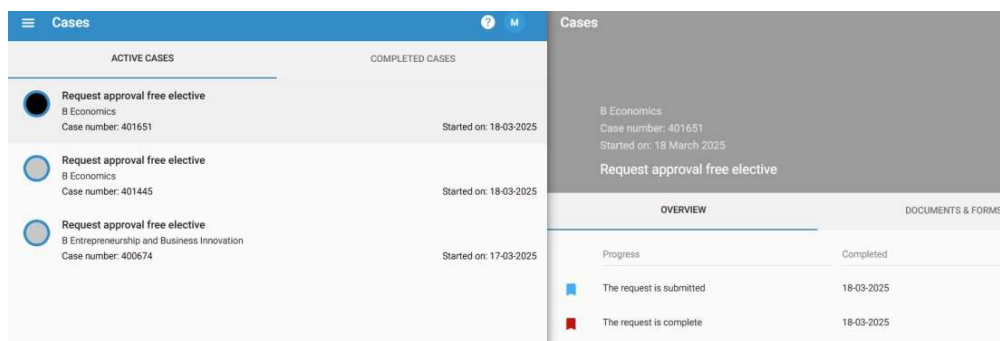 Cases
? M
ACTIVE CASES COMPLETED CASES
Request approval free elective
B Economics
Case number: 401651 Started on: 18-03-2025
Request approval free elective
B Economics
Case number: 401445 Started on: 18-03-2025
Request approval free elective
B Entrepreneurship and Business Innovation
Case number: 400674 Started on: 17-03-2025
Cases
B Economics
Case number: 401651
Started on: 18 March 2025
Request approval free elective
OVERVIEW DOCUMENTS & FORMS
Progress Completed
The request is submitted 18-03-2025
The request is complete 18-03-2025